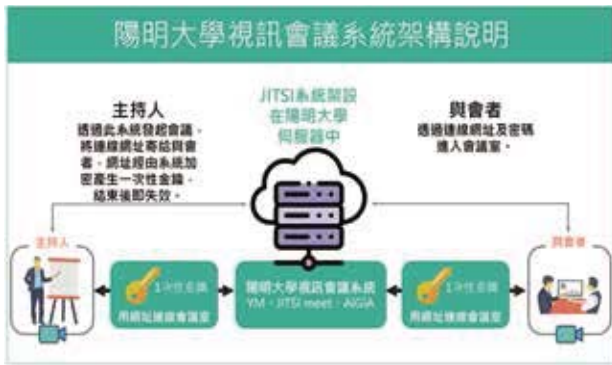 陽明大學視訊會議系統架構說明
主持人
透過此系統發起會議，
將連線網址寄給與會
者，網址經由系統加
密產生一次性金鑰，
結束後即失效。
JITSI系統架設
在陽明大學
伺服器中
與會者
透過連線網址及密碼
進入會議室。
主持人
1次性金鑰
用網址連線會議室
陽明大學視訊會議系統
YM、JITSI meet、AIGIA
1次性金鑰
用網址連線會議室
與會者